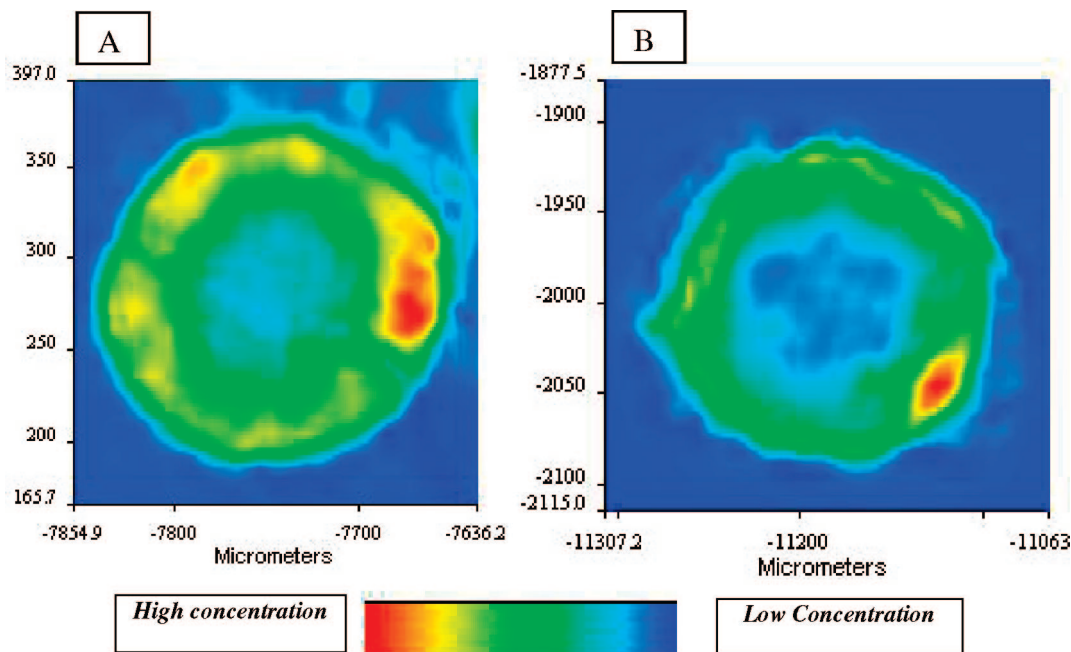 A
B
397.0
350
300
250
200
165.7
-7854.9 -7800 -7700 -7636.2
Micrometers
-1877.5
-1900
-1950
-2000
-2050
-2100
-2115.0
-11307.2 -11200 -11063
Micrometers
High concentration
Low Concentration